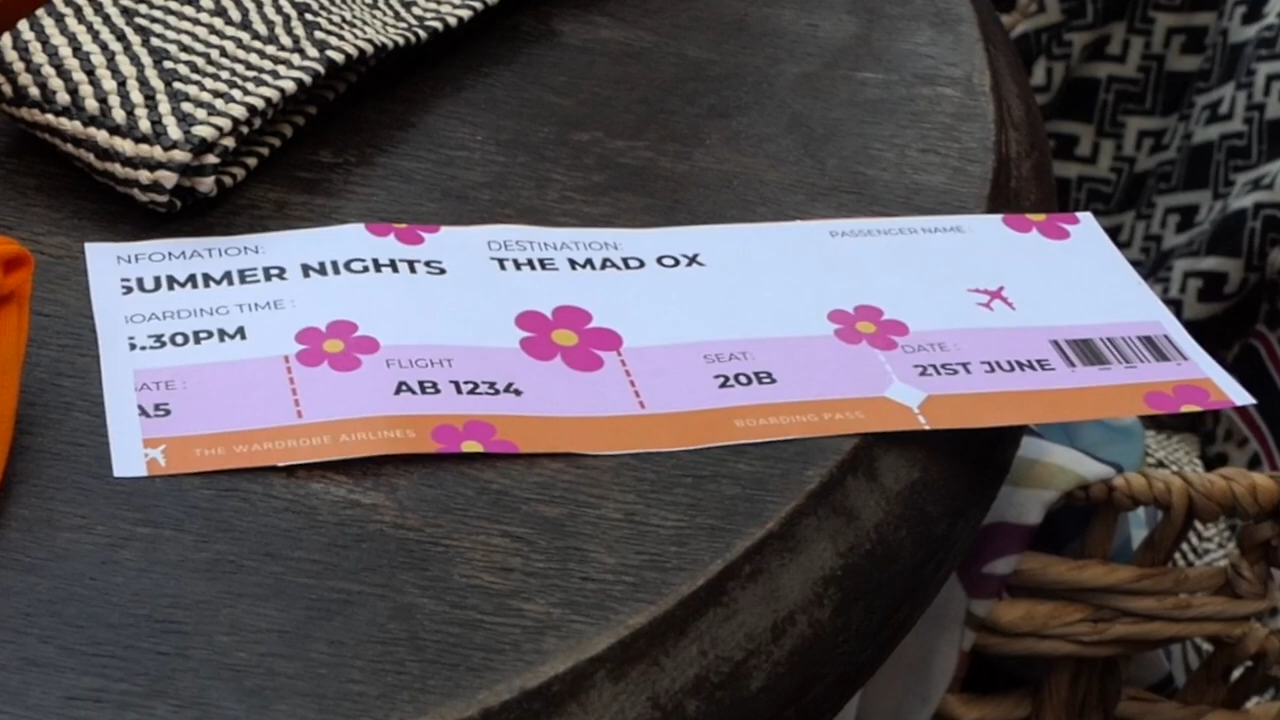 NFOMATION:
SUMMER NIGHTS
DESTINATION:
THE MAD OX
PASSENGER NAME :
OARDING TIME :
.30PM
ATE :
A5
FLIGHT
AB 1234
SEAT:
20B
DATE :
21ST JUNE
THE WARDROBE AIRLINES
BOARDING PASS